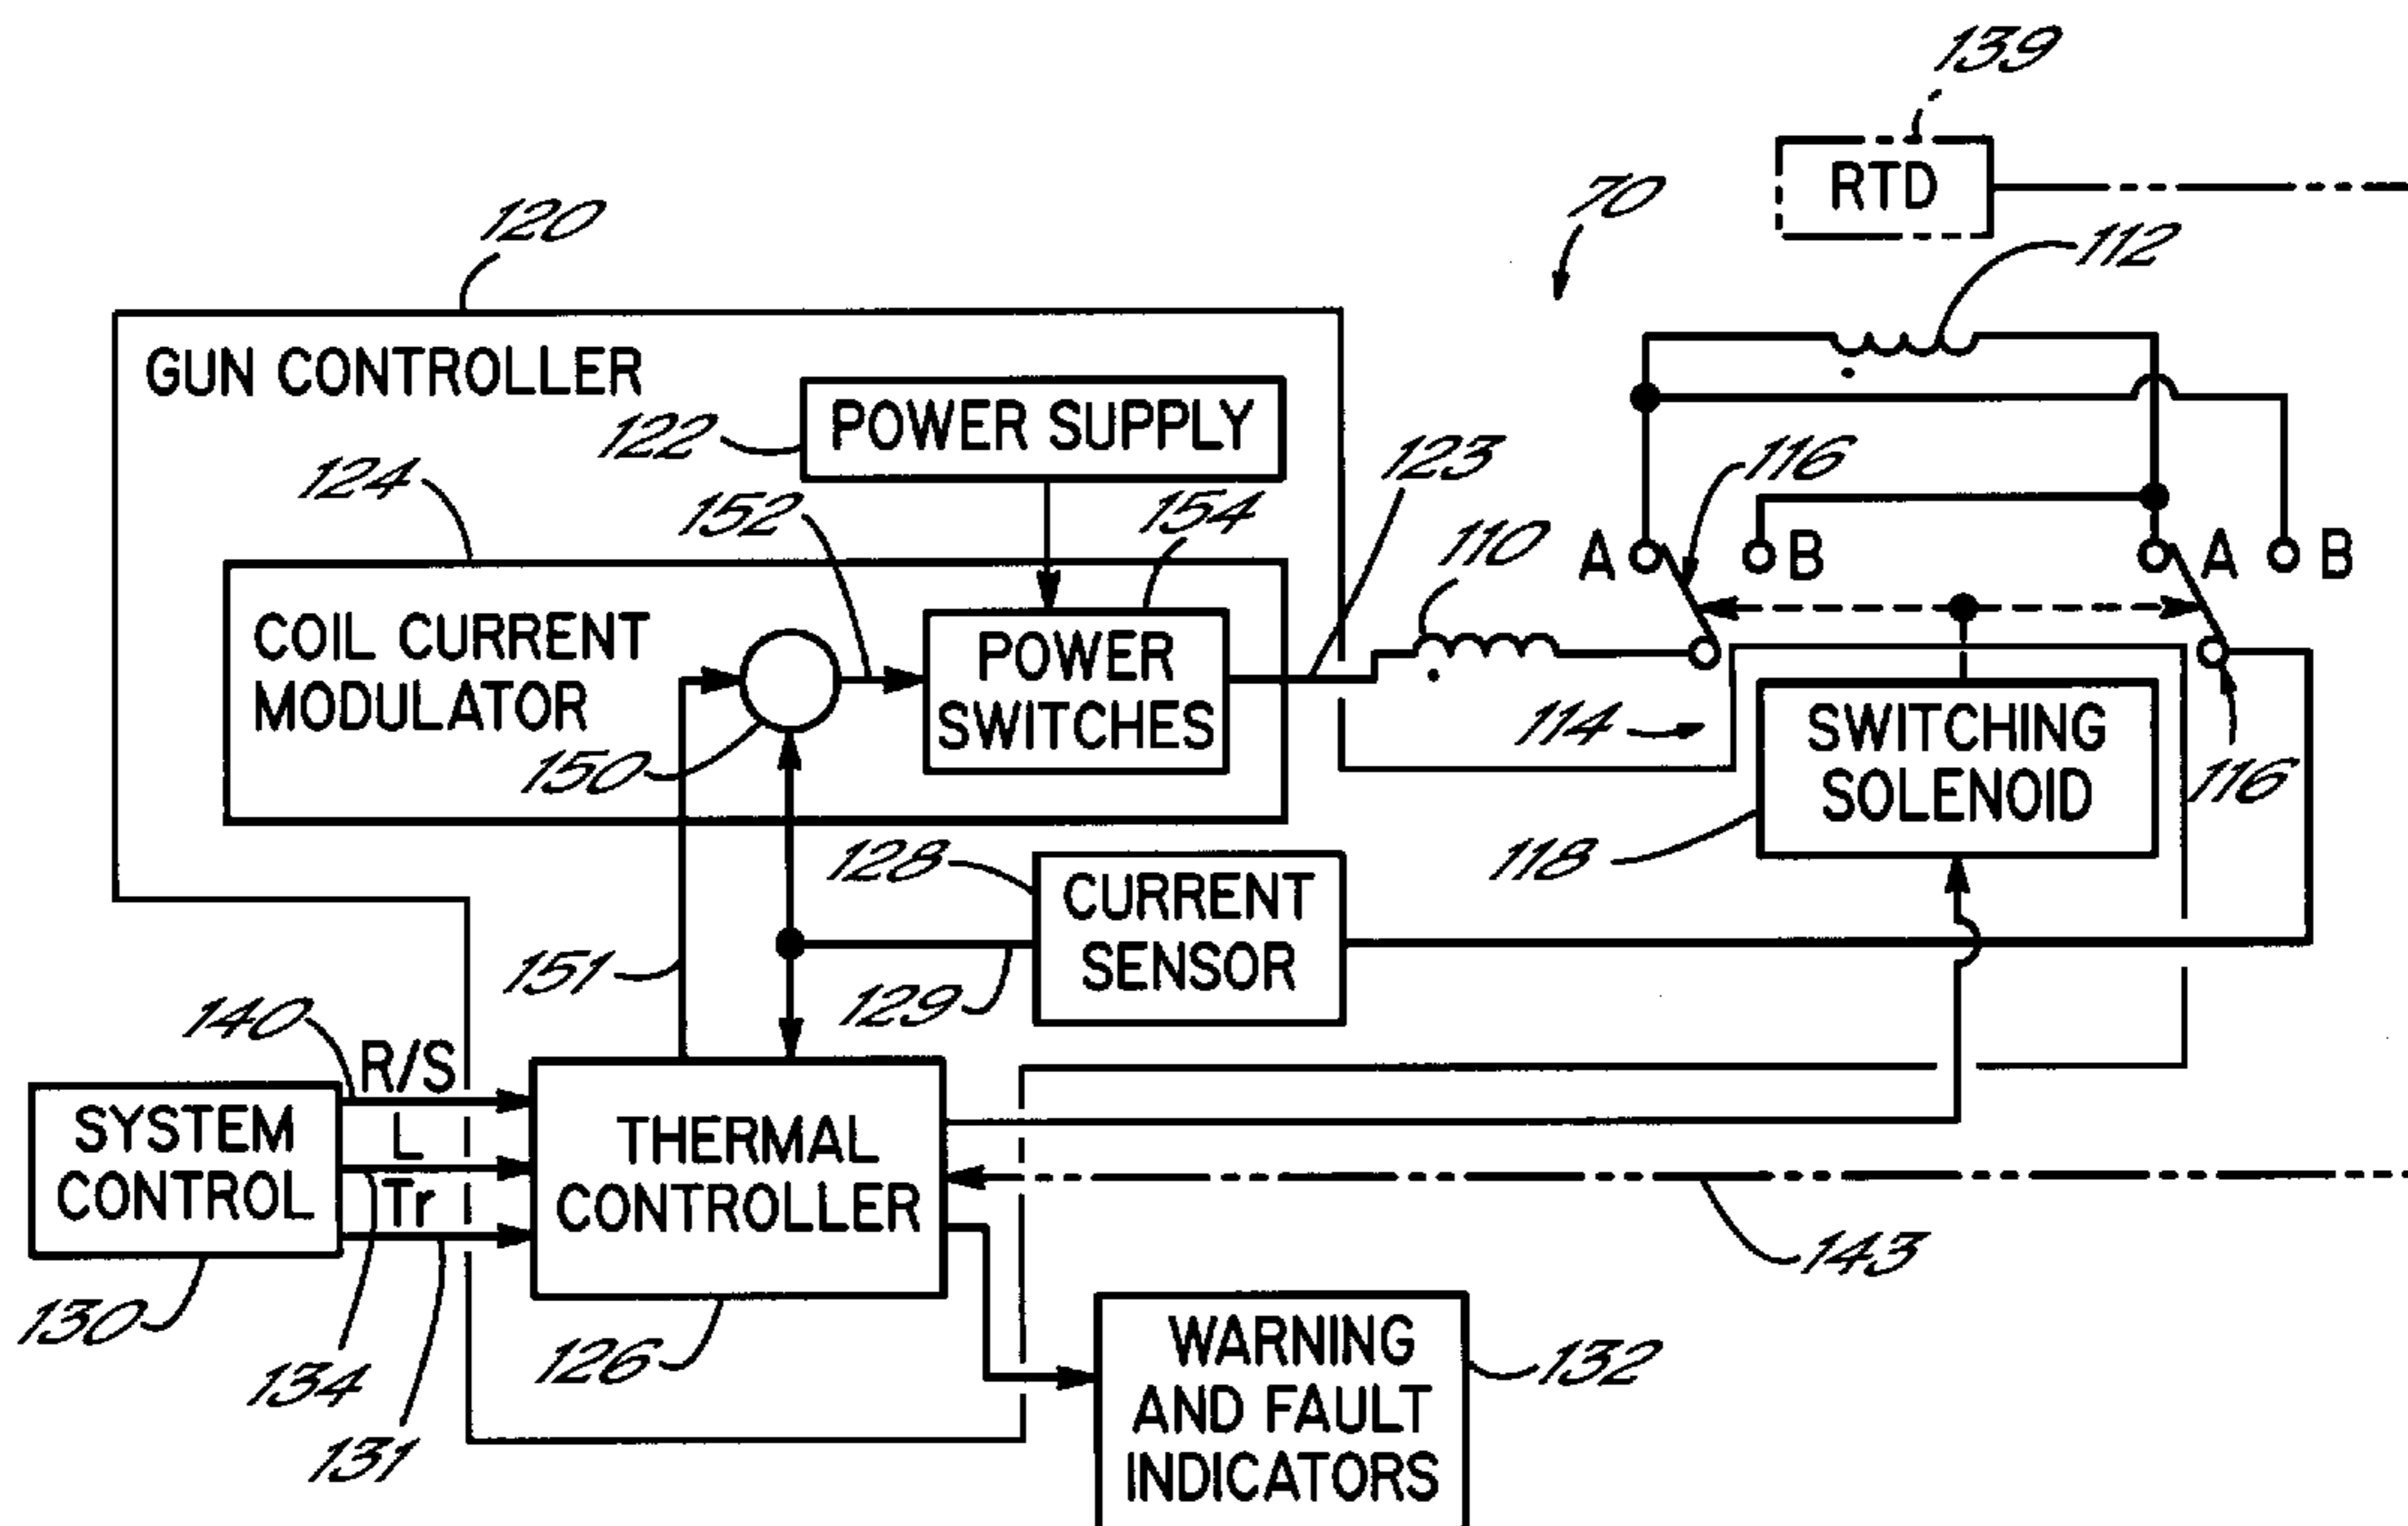 139
RTD
70
120
112
GUN CONTROLLER
POWER SUPPLY
122
123
116
124
152
154
110
A
B
A
B
COIL CURRENT
MODULATOR
POWER
SWITCHES
150
114
SWITCHING
SOLENOID
116
118
128
CURRENT
SENSOR
151
129
140
R/S
L
Tr
SYSTEM
CONTROL
THERMAL
CONTROLLER
143
130
134
131
126
WARNING
AND FAULT
INDICATORS
132